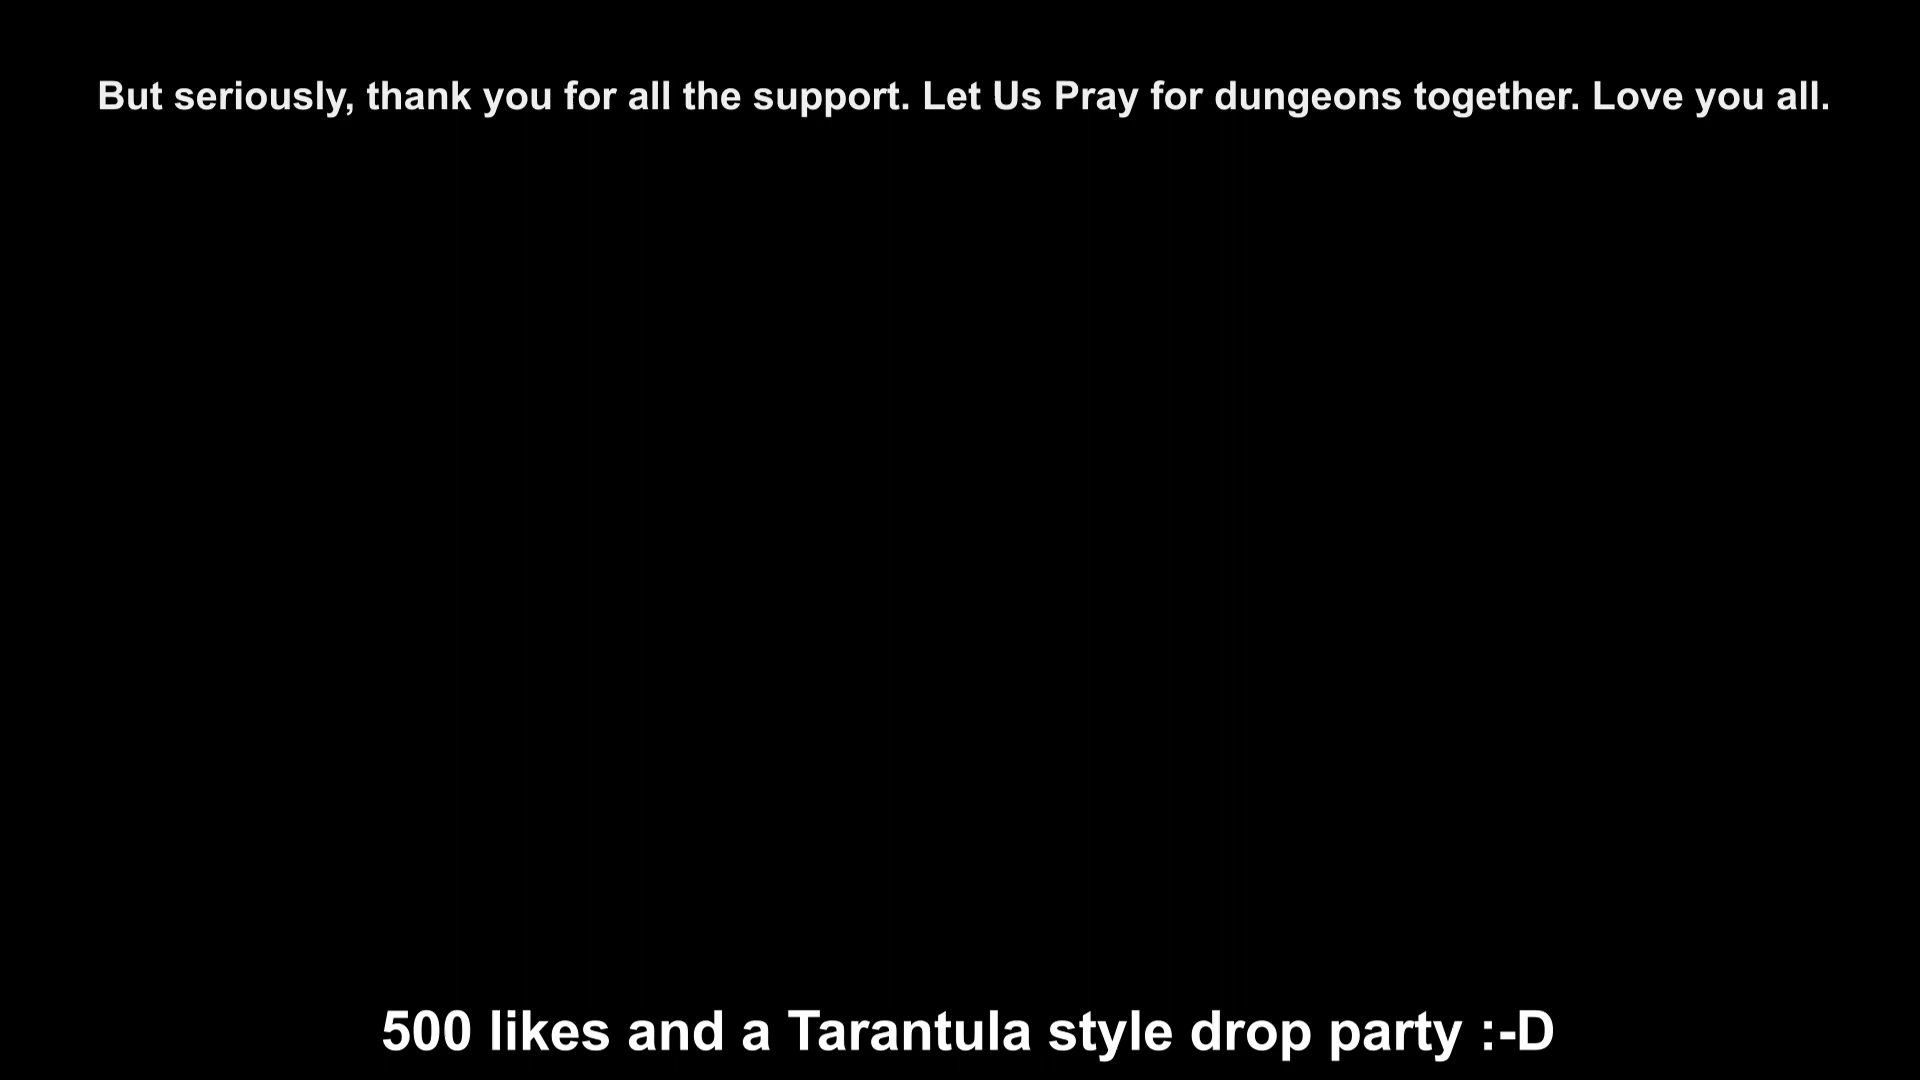 But seriously, thank you for all the support. Let Us Pray for dungeons together. Love you all.
500 likes and a Tarantula style drop party :-D